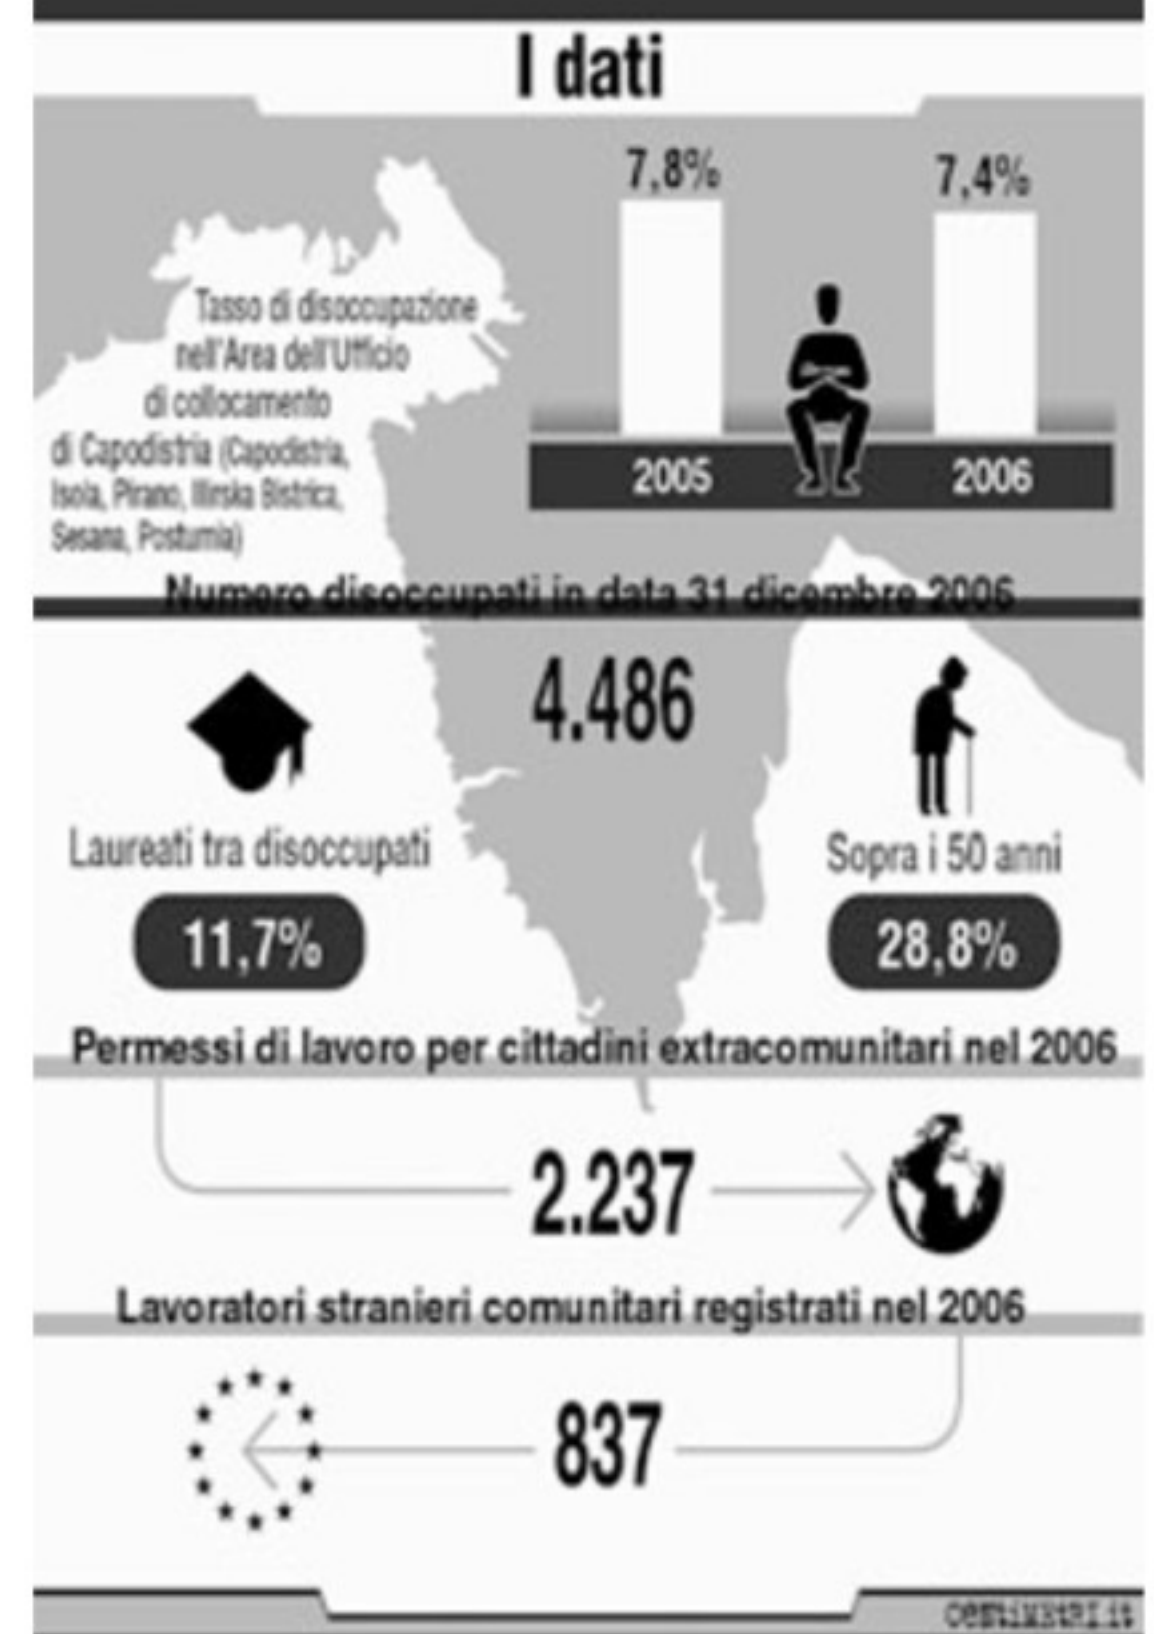 I dati
7,8%
7,4%
Tasso di disoccupazione
nell'Area dell'Ufficio
di collocamento
di Capodistria (Capodistria,
Isola, Pirano, Illirska Bistrica,
Sesana, Postumia)
2005
2006
Numero disoccupati in data 31 dicembre 2006
4.486
Laureati tra disoccupati
11,7%
Sopra i 50 anni
28,8%
Permessi di lavoro per cittadini extracomunitari nel 2006
2.237
Lavoratori stranieri comunitari registrati nel 2006
837
CENTIMETRI.it